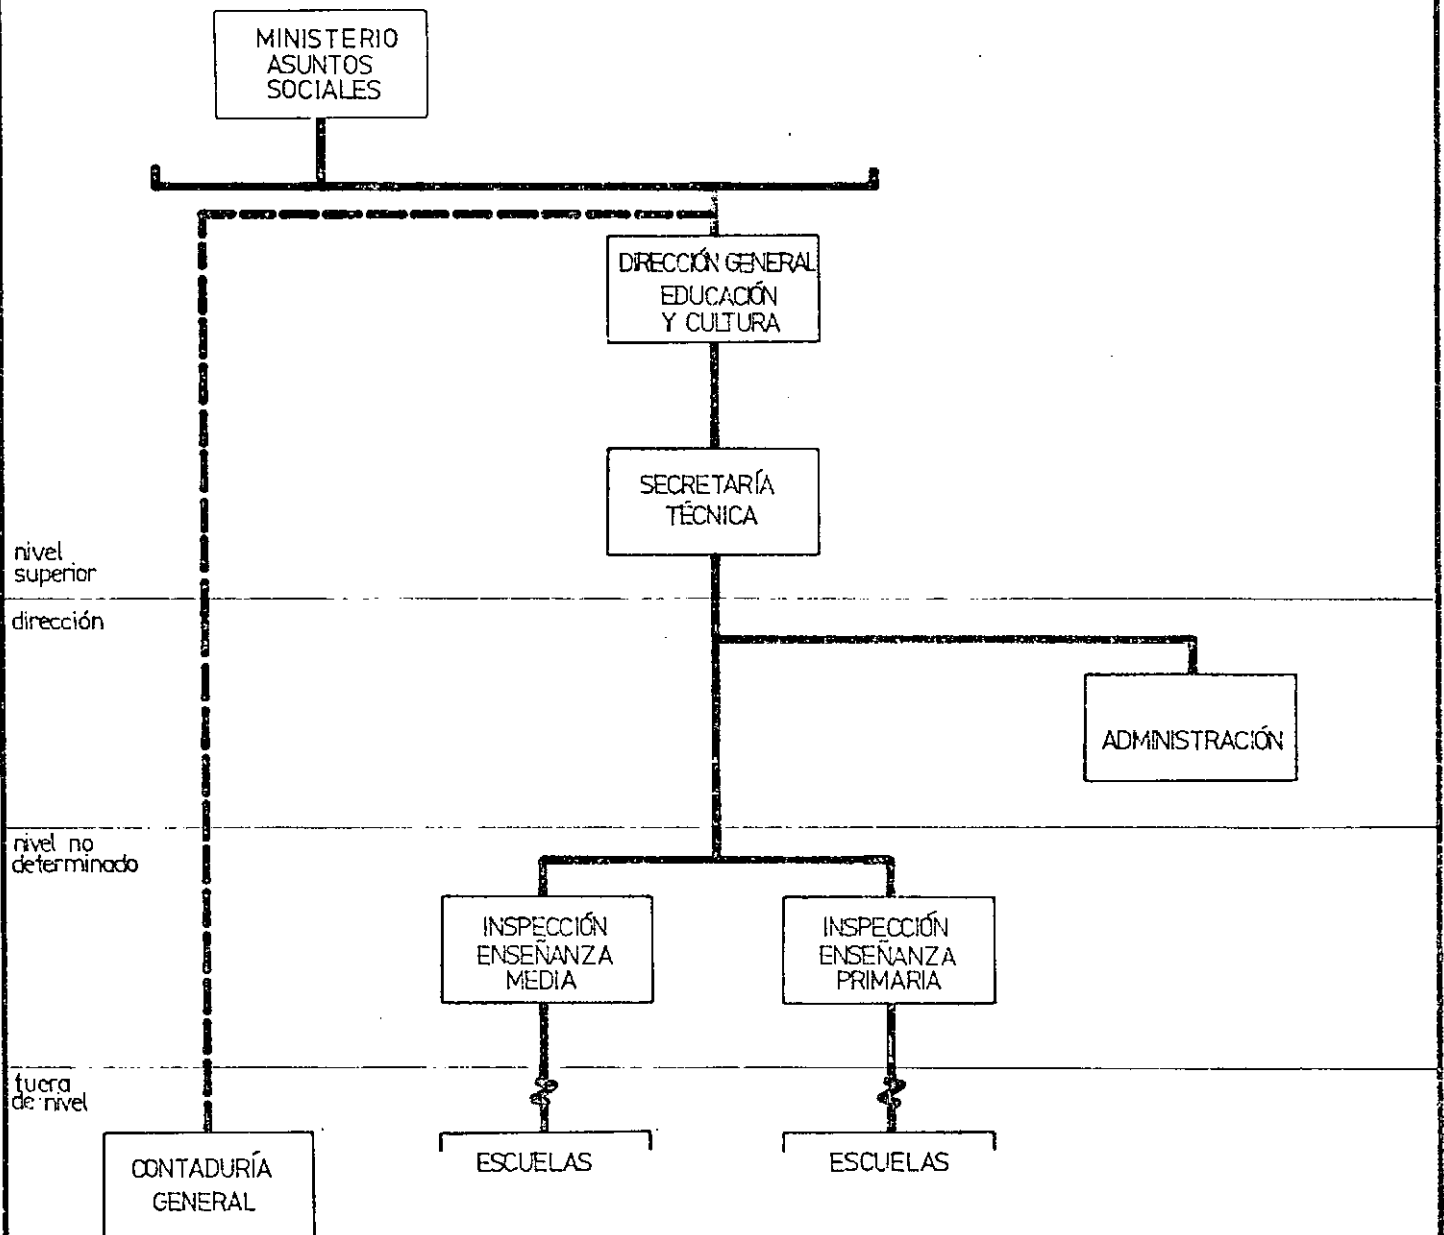 MINISTERIO
ASUNTOS
SOCIALES
DIRECCIÓN GENERAL
EDUCACIÓN
Y CULTURA
SECRETARÍA
TÉCNICA
nivel
superior
dirección
ADMINISTRACIÓN
nivel no
determinado
INSPECCIÓN
ENSEÑANZA
MEDIA
INSPECCIÓN
ENSEÑANZA
PRIMARIA
fuera
de nivel
CONTADURÍA
GENERAL
ESCUELAS
ESCUELAS